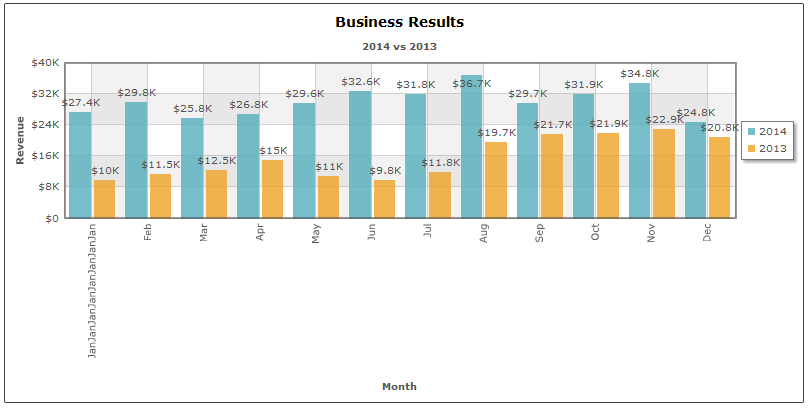 Business Results
2014 vs 2013
Revenue
$40K
$32K
$24K
$16K
$8K
$0
$27.4K
$29.8K
$25.8K
$26.8K
$29.6K
$32.6K
$31.8K
$36.7K
$29.7K
$31.9K
$34.8K
$24.8K
$10K
$11.5K
$12.5K
$15K
$11K
$9.8K
$11.8K
$19.7K
$21.7K
$21.9K
$22.9K
$20.8K
2014
2013
JanJanJanJanJanJanJanJan
Feb
Mar
Apr
May
Jun
Jul
Aug
Sep
Oct
Nov
Dec
Month